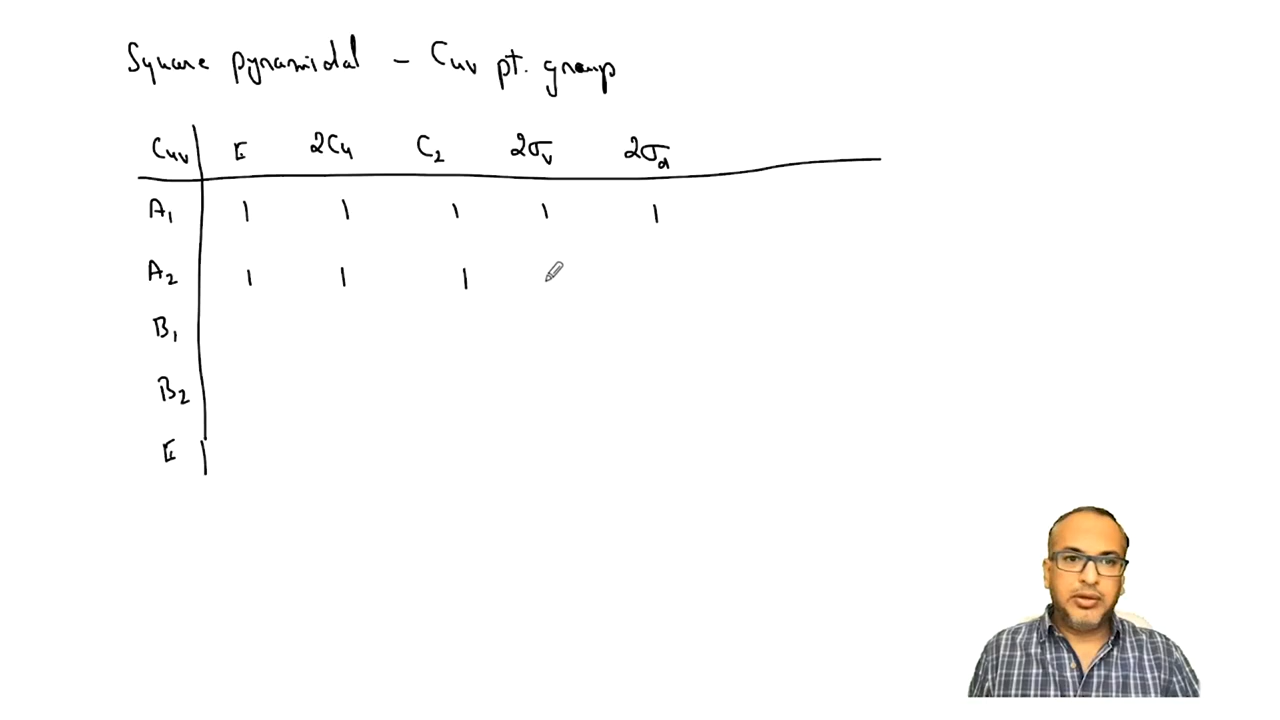 Square pyramidal - C4v pt. group
C4v E 2C4 C2 2σv 2σd
A1 1 1 1 1 1
A2 1 1 1
B1
B2
E